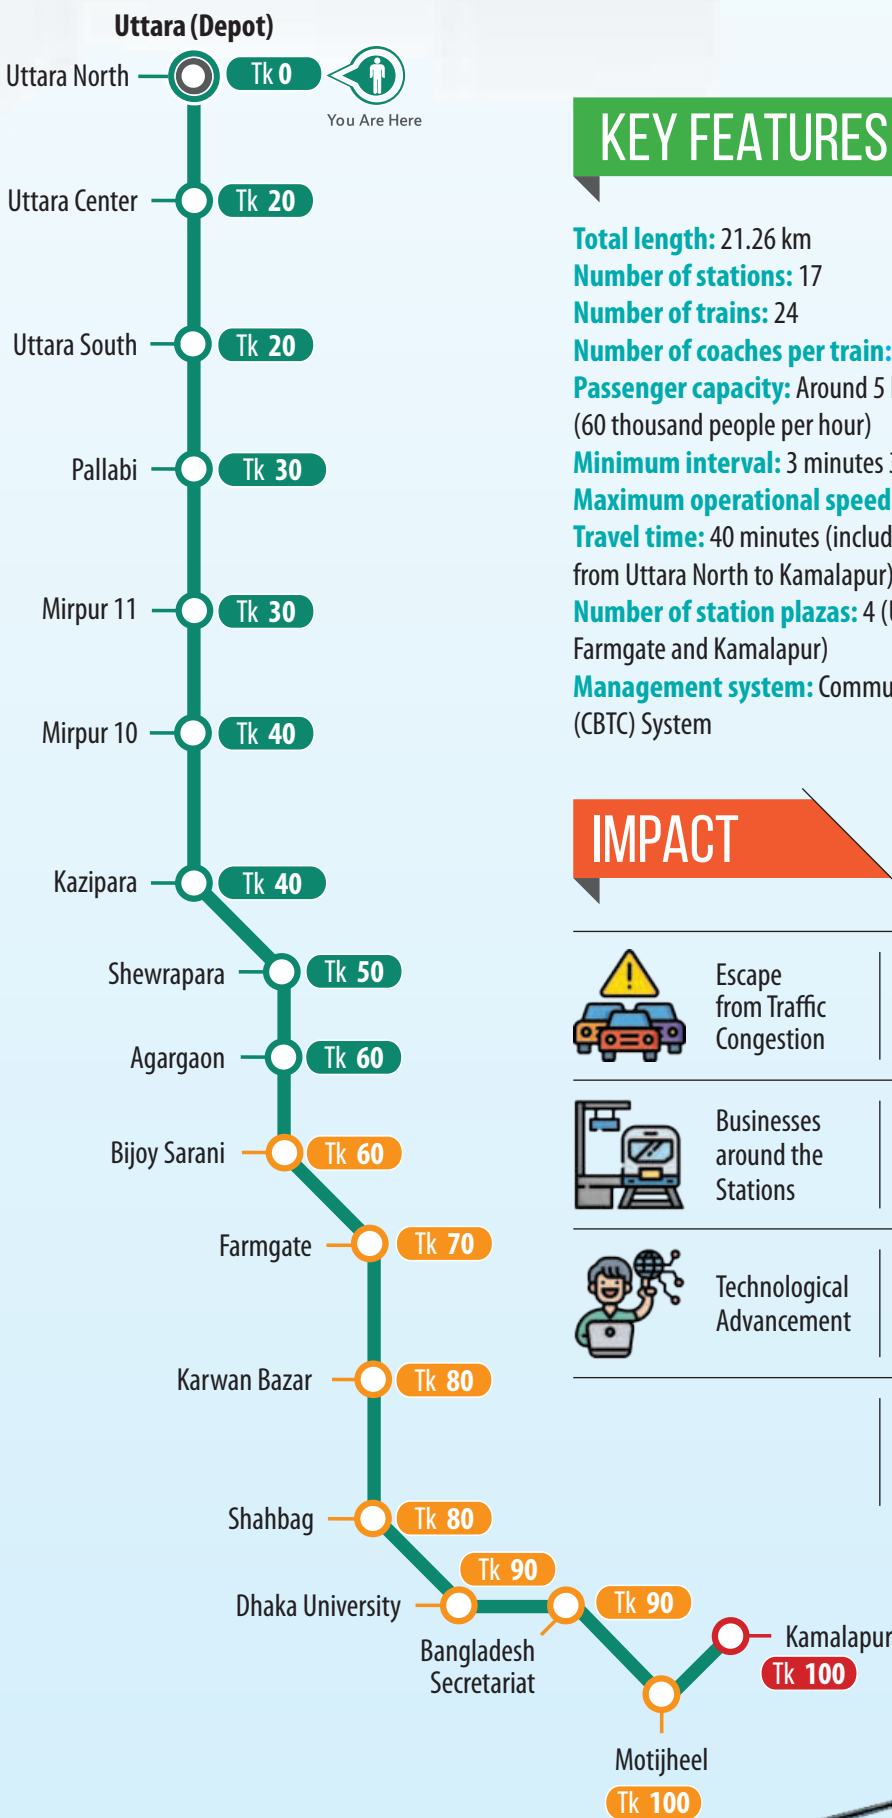 Uttara (Depot)
Uttara North
Tk 0
You Are Here
Uttara Center
Tk 20
Uttara South
Tk 20
Pallabi
Tk 30
Mirpur 11
Tk 30
Mirpur 10
Tk 40
Kazipara
Tk 40
Shewrapara
Tk 50
Agargaon
Tk 60
Bijoy Sarani
Tk 60
Farmgate
Tk 70
Karwan Bazar
Tk 80
Shahbag
Tk 80
Dhaka University
Tk 90
Bangladesh
Secretariat
Tk 90
Motijheel
Tk 100
Kamalapur
Tk 100
KEY FEATURES
Total length: 21.26 km
Number of stations: 17
Number of trains: 24
Number of coaches per train:
Passenger capacity: Around 5
(60 thousand people per hour)
Minimum interval: 3 minutes
Maximum operational speed
Travel time: 40 minutes (includ
from Uttara North to Kamalapur)
Number of station plazas: 4 (U
Farmgate and Kamalapur)
Management system: Commu
(CBTC) System
IMPACT
Escape
from Traffic
Congestion
Businesses
around the
Stations
Technological
Advancement